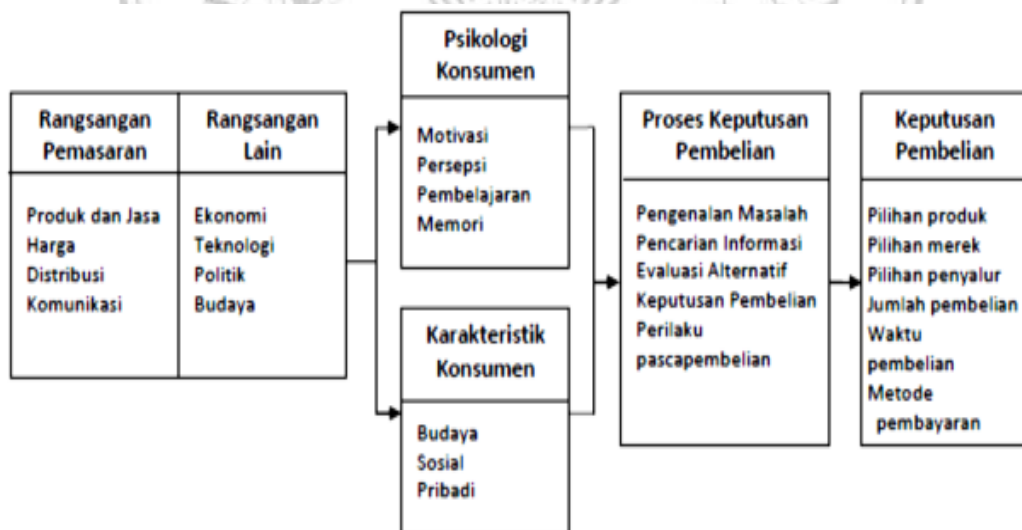 Rangsangan
Pemasaran
Produk dan Jasa
Harga
Distribusi
Komunikasi
Rangsangan
Lain
Ekonomi
Teknologi
Politik
Budaya
Psikologi
Konsumen
Motivasi
Persepsi
Pembelajaran
Memori
Karakteristik
Konsumen
Budaya
Sosial
Pribadi
Proses Keputusan
Pembelian
Pengenalan Masalah
Pencarian Informasi
Evaluasi Alternatif
Keputusan Pembelian
Perilaku
pascapembelian
Keputusan
Pembelian
Pilihan produk
Pilihan merek
Pilihan penyalur
Jumlah pembelian
Waktu
pembelian
Metode
pembayaran